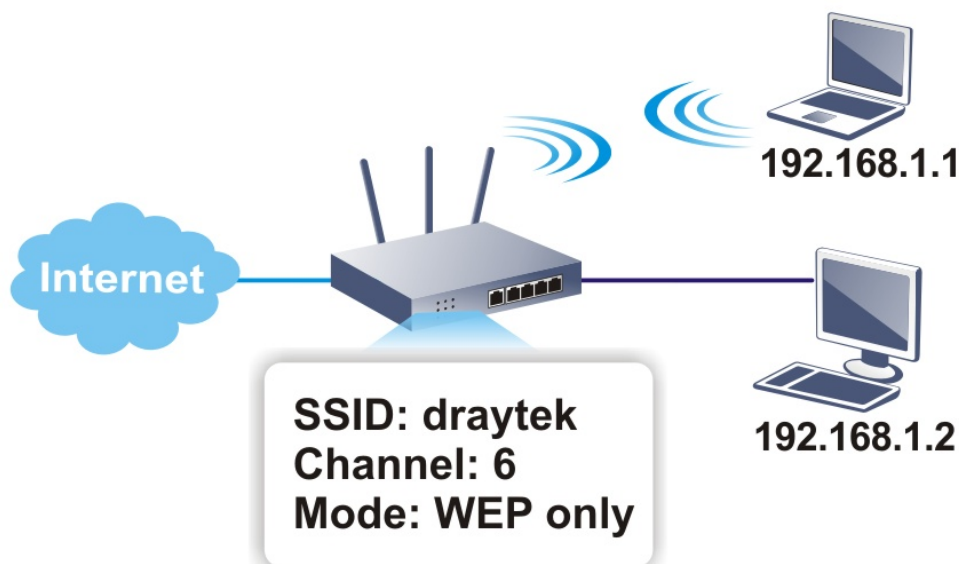 192.168.1.1
Internet
192.168.1.2
SSID: draytek
Channel: 6
Mode: WEP only